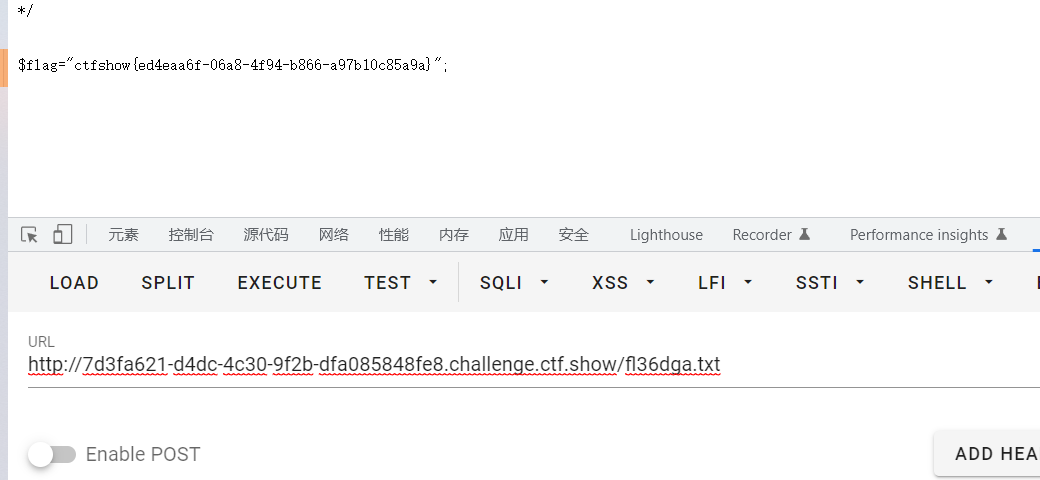 */
$flag="ctfshow{ed4eaa6f-06a8-4f94-b866-a97b10c85a9a}";
元素 控制台 源代码 网络 性能 内存 应用 安全 Lighthouse Recorder Performance insights
LOAD SPLIT EXECUTE TEST SQLI XSS LFI SSTI SHELL
URL
http://7d3fa621-d4dc-4c30-9f2b-dfa085848fe8.challenge.ctf.show/fl36dga.txt
Enable POST ADD HEA